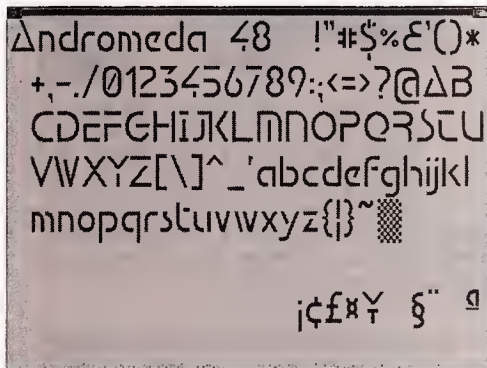 Andromeda 48 !"#$%&'()*
+,-./0123456789:;<=>?@AB
CDEFGHIJKLMNOPQRSTU
VWXYZ[\]^_'abcdefghijkl
mnopqrstuvwxyz{|}~▒
¡¢£¤¥ §¨ ª